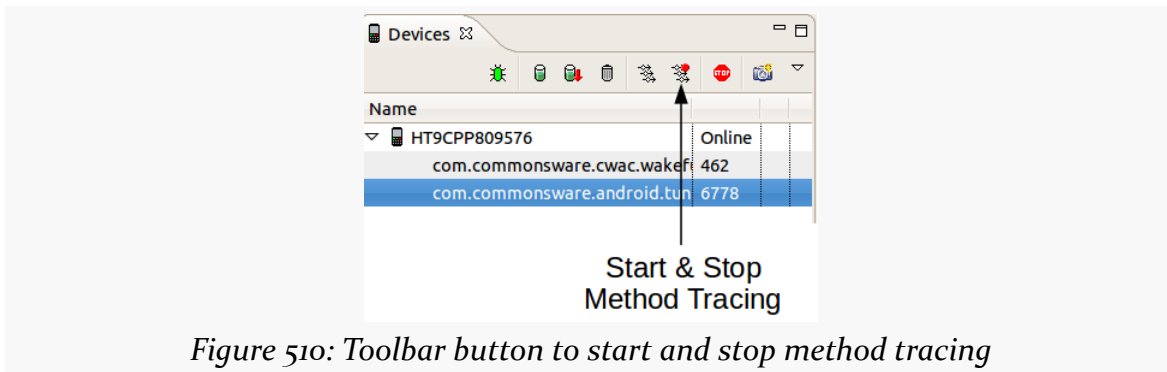 Devices
STOP
Name
HT9CPP809576 Online
com.commonsware.cwac.wakef 462
com.commonsware.android.tun 6778
Start & Stop
Method Tracing
Figure 510: Toolbar button to start and stop method tracing